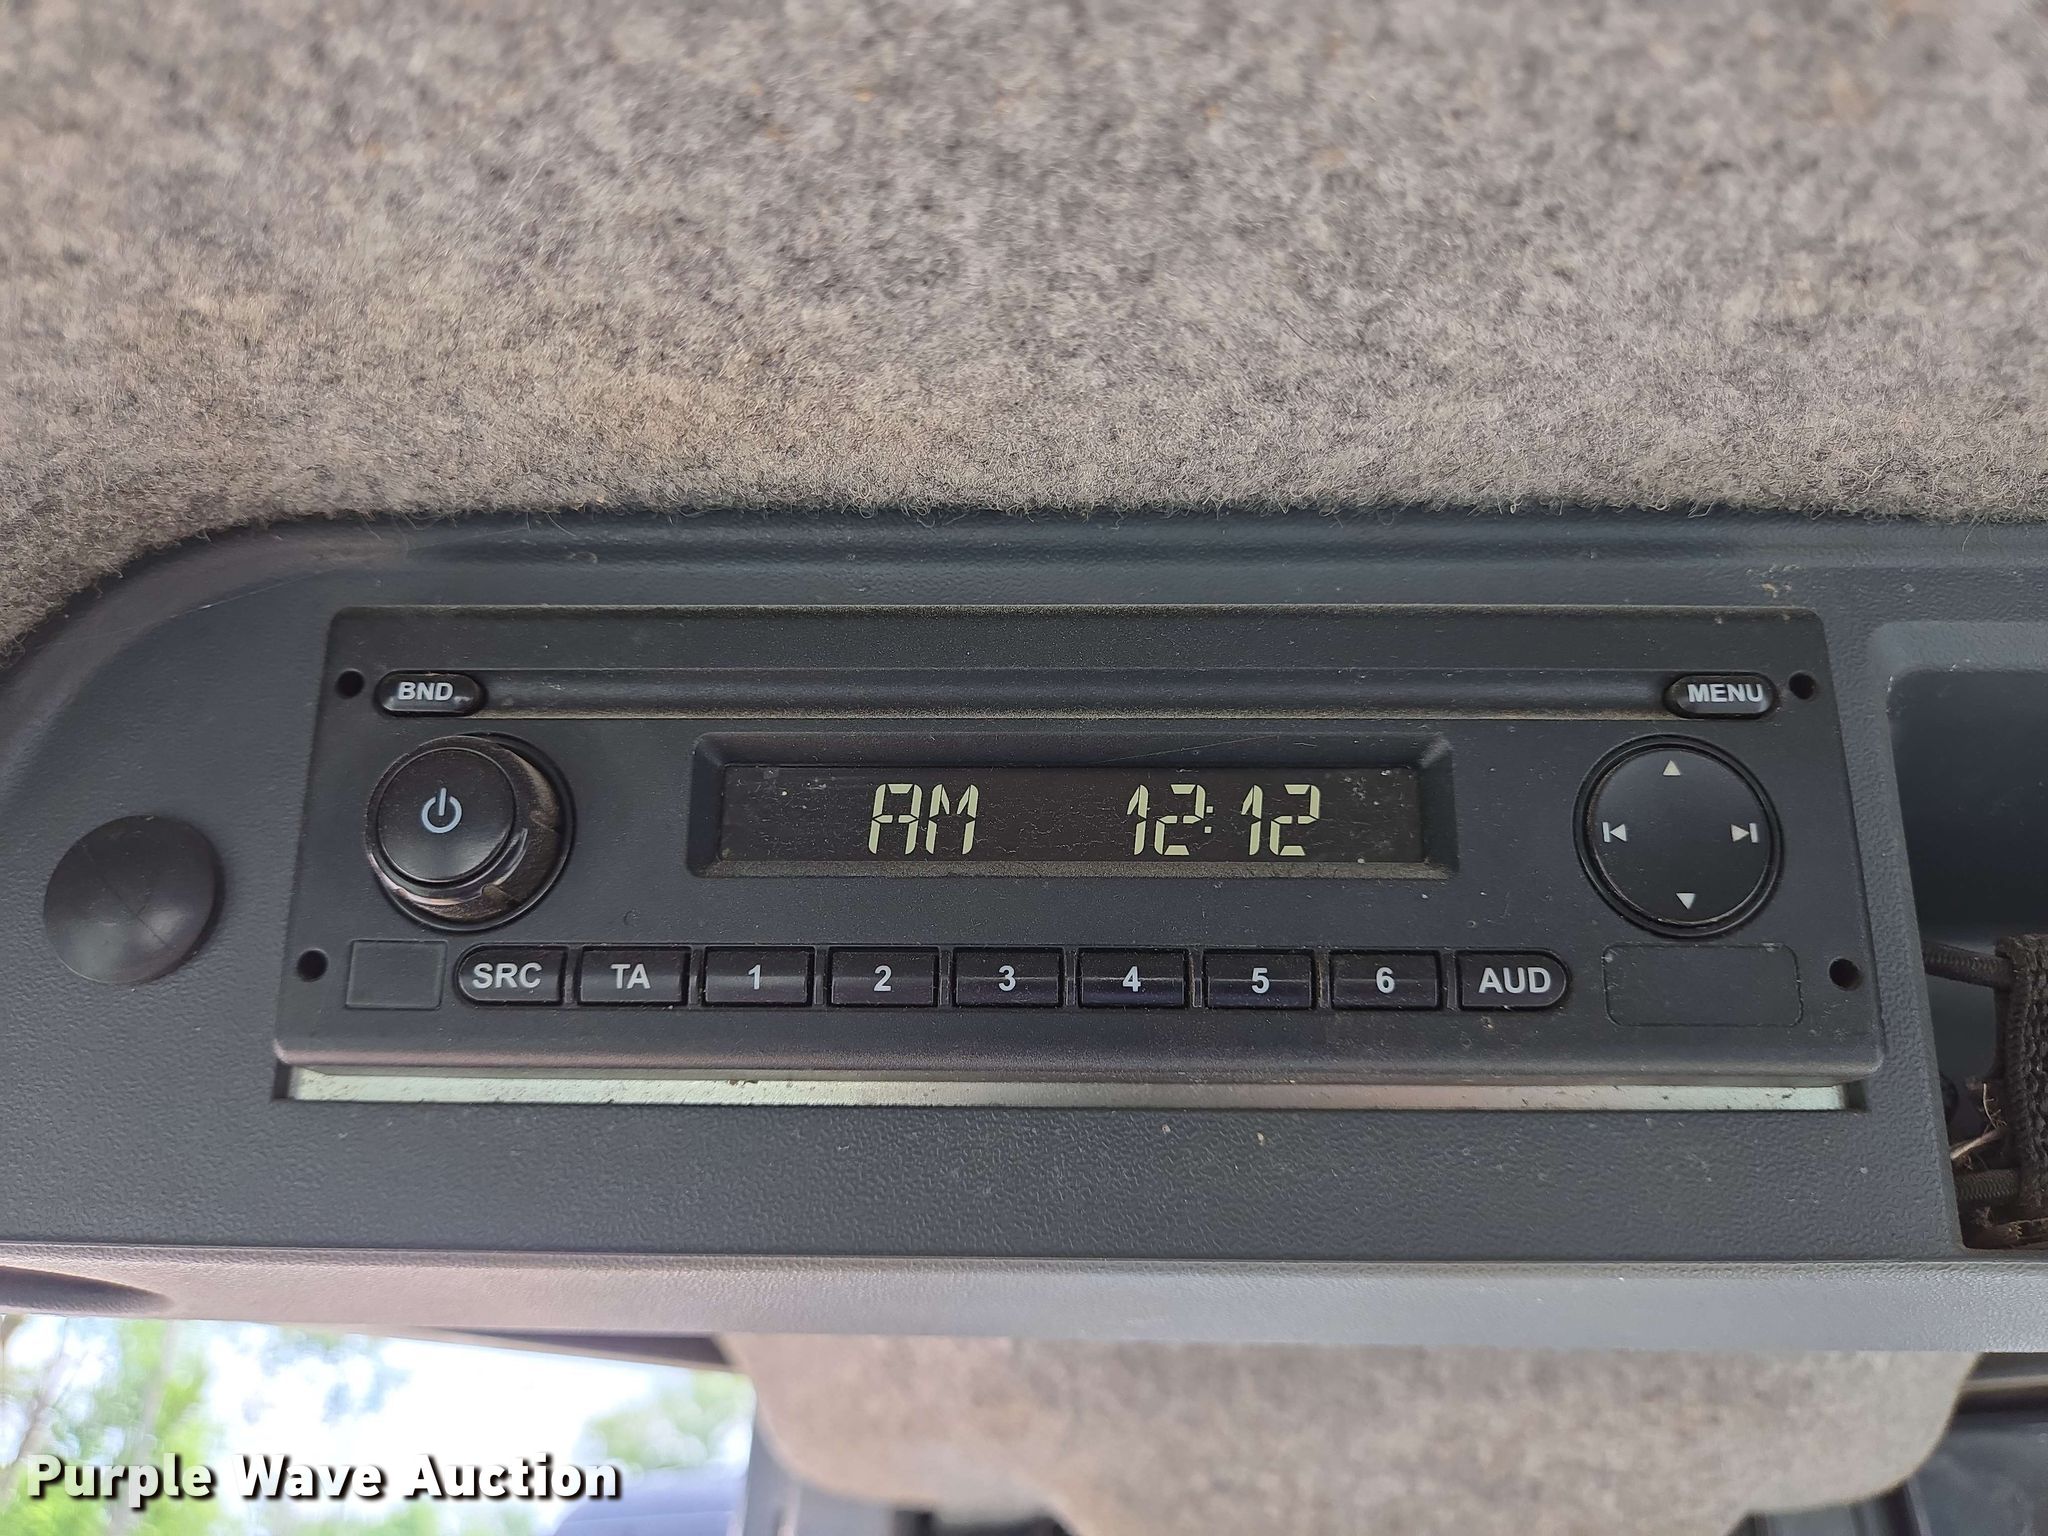 BND
MENU
AM 12:12
SRC TA 1 2 3 4 5 6 AUD
Purple Wave Auction